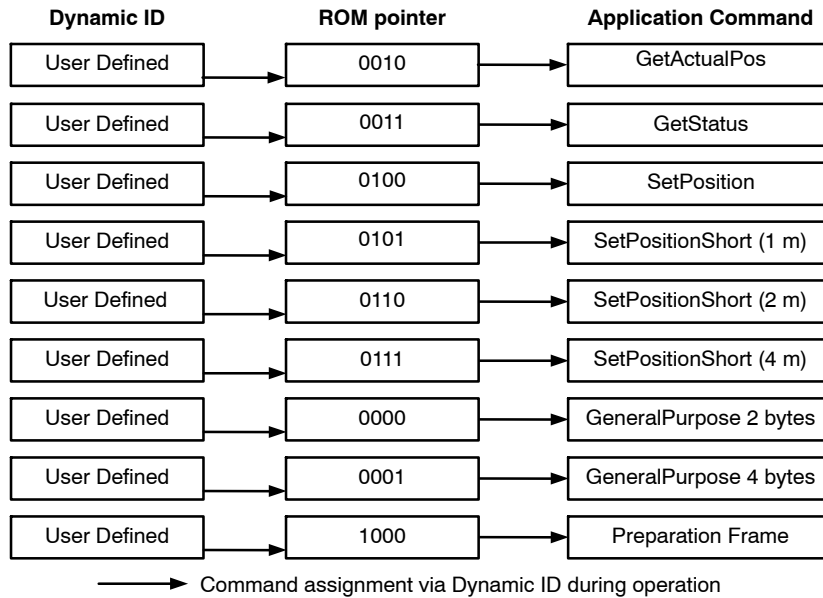 Dynamic ID ROM pointer Application Command
User Defined 0010 GetActualPos
User Defined 0011 GetStatus
User Defined 0100 SetPosition
User Defined 0101 SetPositionShort (1 m)
User Defined 0110 SetPositionShort (2 m)
User Defined 0111 SetPositionShort (4 m)
User Defined 0000 GeneralPurpose 2 bytes
User Defined 0001 GeneralPurpose 4 bytes
User Defined 1000 Preparation Frame
Command assignment via Dynamic ID during operation